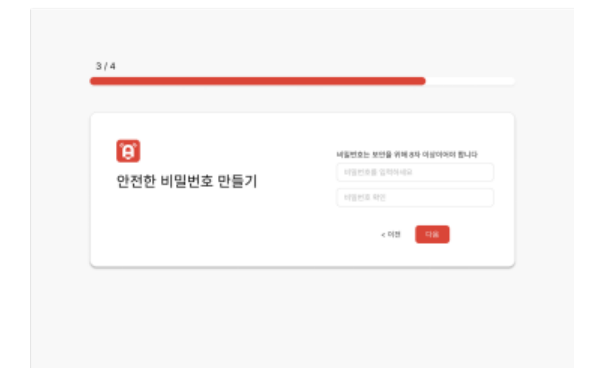 3 / 4
안전한 비밀번호 만들기
비밀번호는 보안을 위해 8자 이상이어야 합니다
비밀번호를 입력하세요
비밀번호 확인
< 이전
다음